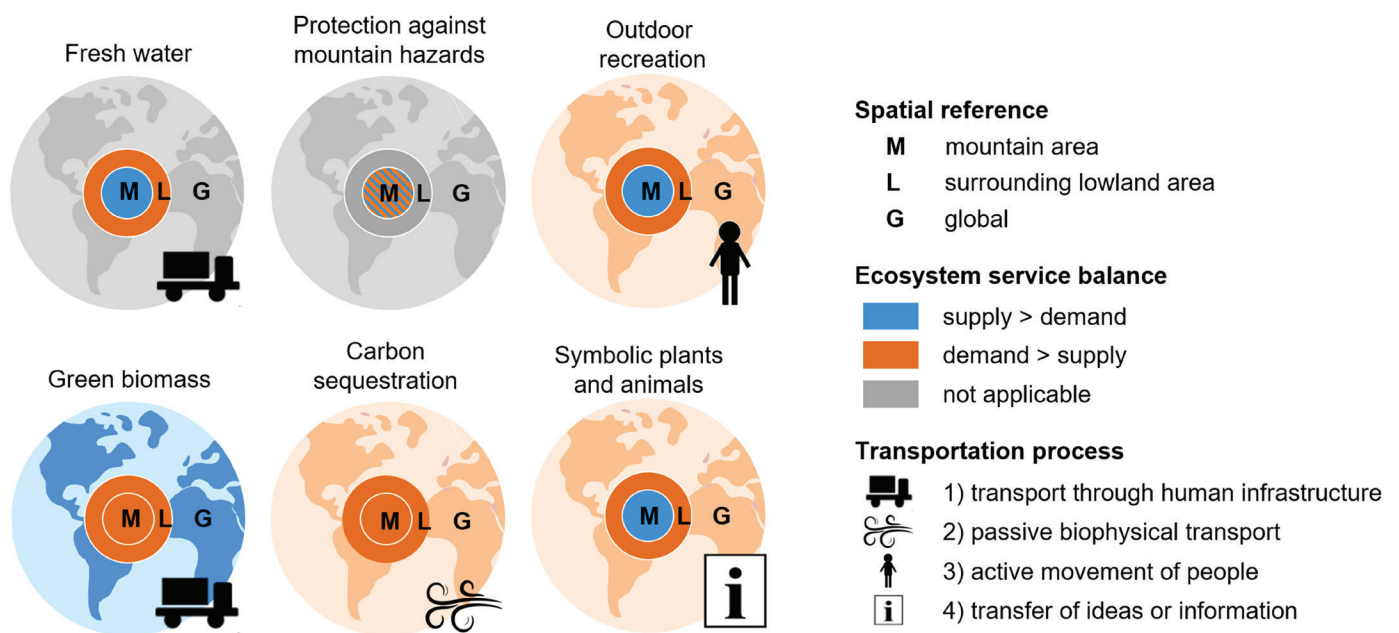 Fresh water
Protection against
mountain hazards
Outdoor
recreation
M L G
M L G
M L G
Green biomass
Carbon
sequestration
Symbolic plants
and animals
M L G
M L G
M L G
i
Spatial reference
M mountain area
L surrounding lowland area
G global
Ecosystem service balance
supply > demand
demand > supply
not applicable
Transportation process
1) transport through human infrastructure
2) passive biophysical transport
3) active movement of people
i 4) transfer of ideas or information